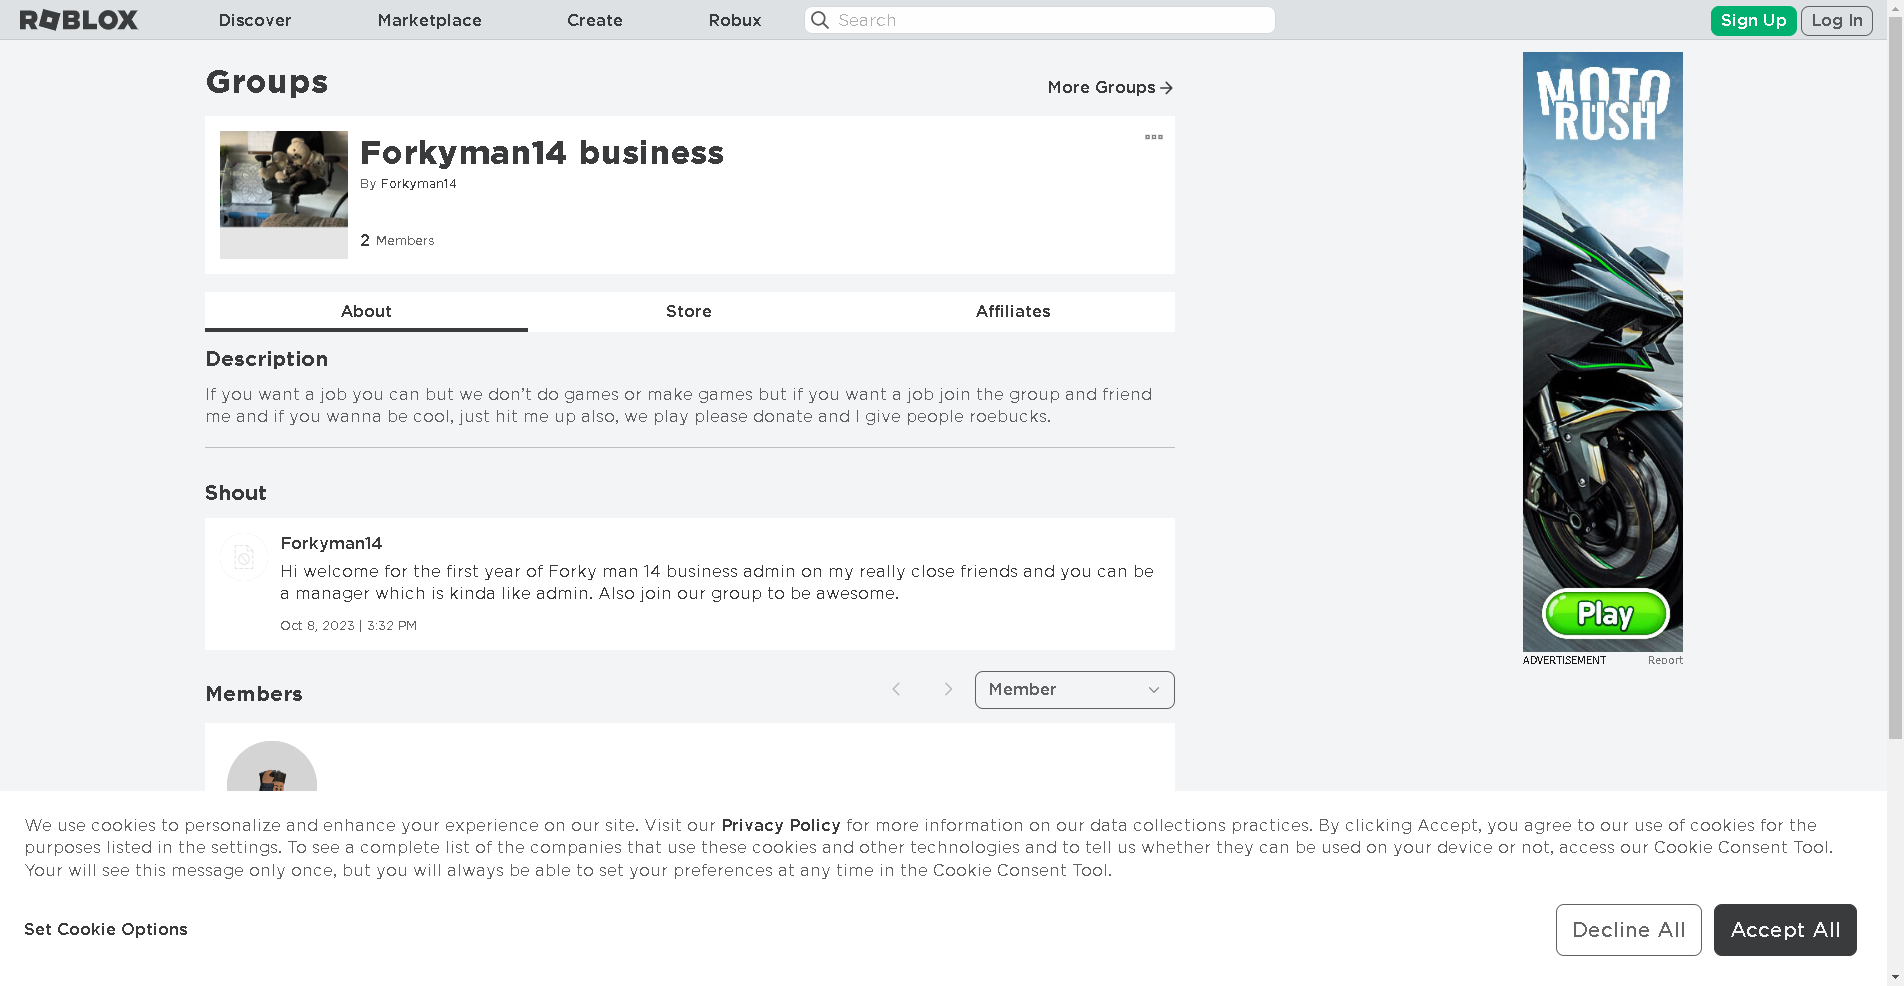 ROBLOX Discover Marketplace Create Robux Search Sign Up Log In
Groups
More Groups
Forkyman14 business
By Forkyman14
2 Members
About Store Affiliates
Description
If you want a job you can but we don’t do games or make games but if you want a job join the group and friend
me and if you wanna be cool, just hit me up also, we play please donate and I give people roebucks.
Shout
Forkyman14
Hi welcome for the first year of Forky man 14 business admin on my really close friends and you can be
a manager which is kinda like admin. Also join our group to be awesome.
Oct 8, 2023 | 3:32 PM
Members
Member
MOTO
RUSH
Play
ADVERTISEMENT Report
We use cookies to personalize and enhance your experience on our site. Visit our Privacy Policy for more information on our data collections practices. By clicking Accept, you agree to our use of cookies for the
purposes listed in the settings. To see a complete list of the companies that use these cookies and other technologies and to tell us whether they can be used on your device or not, access our Cookie Consent Tool.
Your will see this message only once, but you will always be able to set your preferences at any time in the Cookie Consent Tool.
Set Cookie Options
Decline All
Accept All